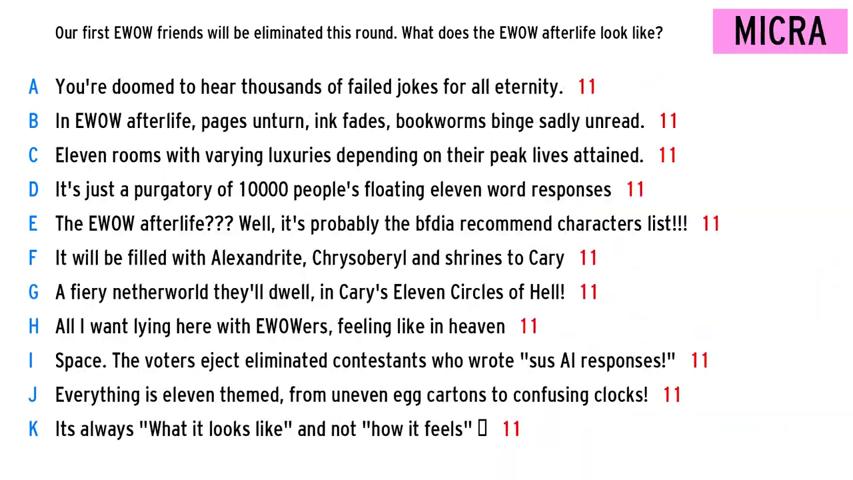 Our first EWOW friends will be eliminated this round. What does the EWOW afterlife look like?
MICRA
A You're doomed to hear thousands of failed jokes for all eternity. 11
B In EWOW afterlife, pages unturn, ink fades, bookworms binge sadly unread. 11
C Eleven rooms with varying luxuries depending on their peak lives attained. 11
D It's just a purgatory of 10000 people's floating eleven word responses 11
E The EWOW afterlife??? Well, it's probably the bfdia recommend characters list!!! 11
F It will be filled with Alexandrite, Chrysoberyl and shrines to Cary 11
G A fiery netherworld they'll dwell, in Cary's Eleven Circles of Hell! 11
H All I want lying here with EWOWers, feeling like in heaven 11
I Space. The voters eject eliminated contestants who wrote "sus AI responses!" 11
J Everything is eleven themed, from uneven egg cartons to confusing clocks! 11
K Its always "What it looks like" and not "how it feels" 11